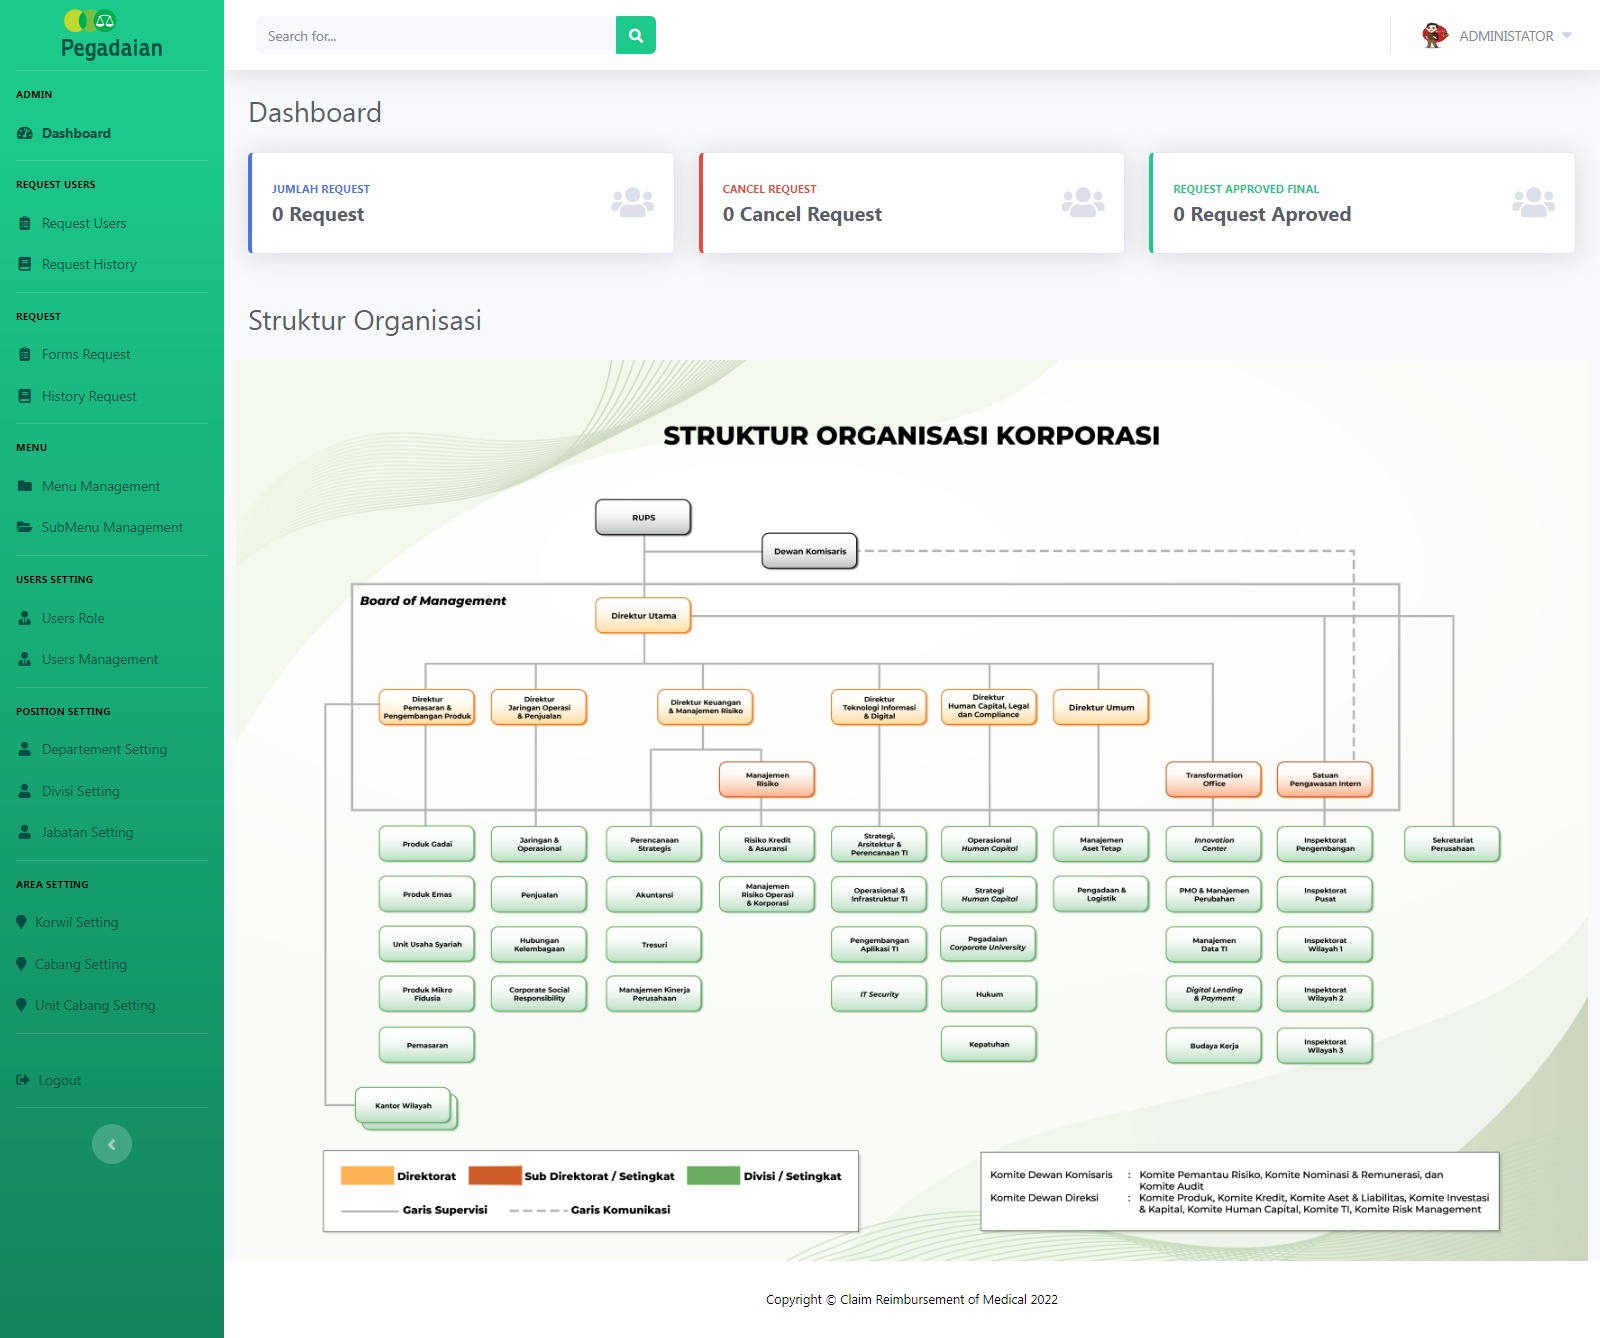 Pegadaian
ADMIN
Dashboard
REQUEST USERS
Request Users
Request History
REQUEST
Forms Request
History Request
MENU
Menu Management
SubMenu Management
USERS SETTING
Users Role
Users Management
POSITION SETTING
Departement Setting
Divisi Setting
Jabatan Setting
AREA SETTING
Korwil Setting
Cabang Setting
Unit Cabang Setting
Logout
Search for...
ADMINISTATOR
Dashboard
JUMLAH REQUEST
0 Request
CANCEL REQUEST
0 Cancel Request
REQUEST APPROVED FINAL
0 Request Aproved
Struktur Organisasi
STRUKTUR ORGANISASI KORPORASI
RUPS
Dewan Komisaris
Board of Management
Direktur Utama
Direktur
Pemasaran &
Pengembangan Produk
Direktur
Jaringan Operasi
& Penjualan
Direktur Keuangan
& Manajemen Risiko
Direktur
Teknologi Informasi
& Digital
Direktur
Human Capital, Legal
dan Compliance
Direktur Umum
Manajemen
Risiko
Transformation
Office
Satuan
Pengawasan Intern
Produk Gadai
Jaringan &
Operasional
Perencanaan
Strategis
Risiko Kredit
& Asuransi
Strategi,
Arsitektur &
Perencanaan TI
Operasional
Human Capital
Manajemen
Aset Tetap
Innovation
Center
Inspektorat
Pengembangan
Sekretariat
Perusahaan
Produk Emas
Penjualan
Akuntansi
Manajemen
Risiko Operasi
& Korporasi
Operasional &
Infrastruktur TI
Strategi
Human Capital
Pengadaan &
Logistik
PMO & Manajemen
Perubahan
Inspektorat
Pusat
Unit Usaha Syariah
Hubungan
Kelembagaan
Tresuri
Pengembangan
Aplikasi TI
Pegadaian
Corporate University
Manajemen
Data TI
Inspektorat
Wilayah 1
Produk Mikro
Fidusia
Corporate Social
Responsibility
Manajemen Kinerja
Perusahaan
IT Security
Hukum
Digital Lending
& Payment
Inspektorat
Wilayah 2
Pemasaran
Kepatuhan
Budaya Kerja
Inspektorat
Wilayah 3
Kantor Wilayah
Direktorat
Sub Direktorat / Setingkat
Divisi / Setingkat
Garis Supervisi
Garis Komunikasi
Komite Dewan Komisaris : Komite Pemantau Risiko, Komite Nominasi & Remunerasi, dan
Komite Audit
Komite Dewan Direksi : Komite Produk, Komite Kredit, Komite Aset & Liabilitas, Komite Investasi
& Kapital, Komite Human Capital, Komite TI, Komite Risk Management
Copyright © Claim Reimbursement of Medical 2022